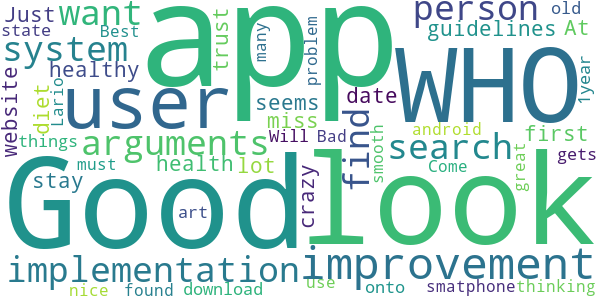 Just want app person old
state Best trust many problem guidelines At
system WHO
website healthy user seems date 1year
diet Lario miss
things arguments Will Bad find android first
must health lot crazy smooth search Come great gets
Good look
stay art
implementation improvement
nice found download use onto smatphone thinking